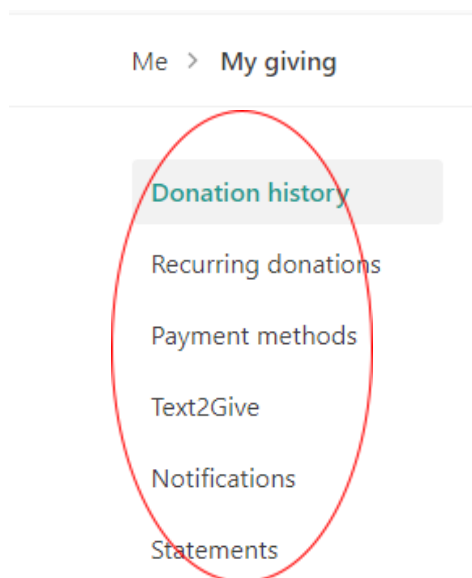 Me > My giving
Donation history
Recurring donations
Payment methods
Text2Give
Notifications
Statements